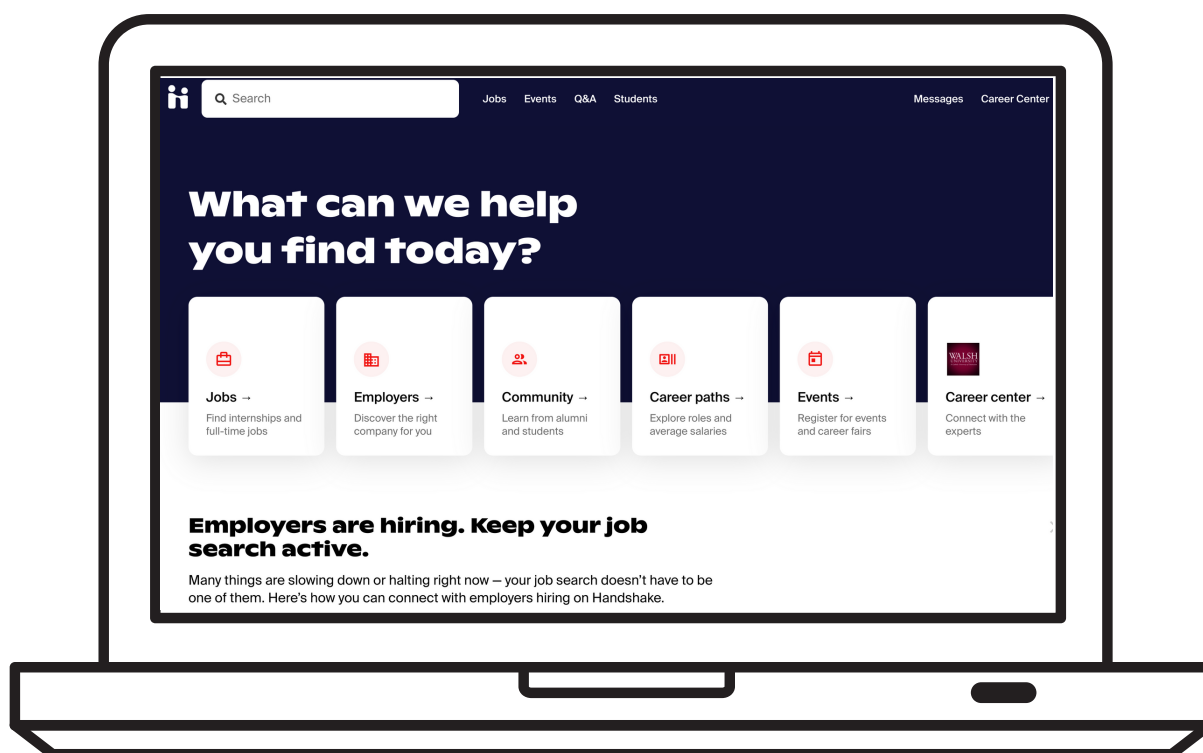 Search
Jobs Events Q&A Students
Messages Career Center
What can we help
you find today?
Jobs →
Find internships and
full-time jobs
Employers →
Discover the right
company for you
Community →
Learn from alumni
and students
Career paths →
Explore roles and
average salaries
Events →
Register for events
and career fairs
WALSH
UNIVERSITY
Career center →
Connect with the
experts
Employers are hiring. Keep your job
search active.
Many things are slowing down or halting right now — your job search doesn’t have to be
one of them. Here’s how you can connect with employers hiring on Handshake.